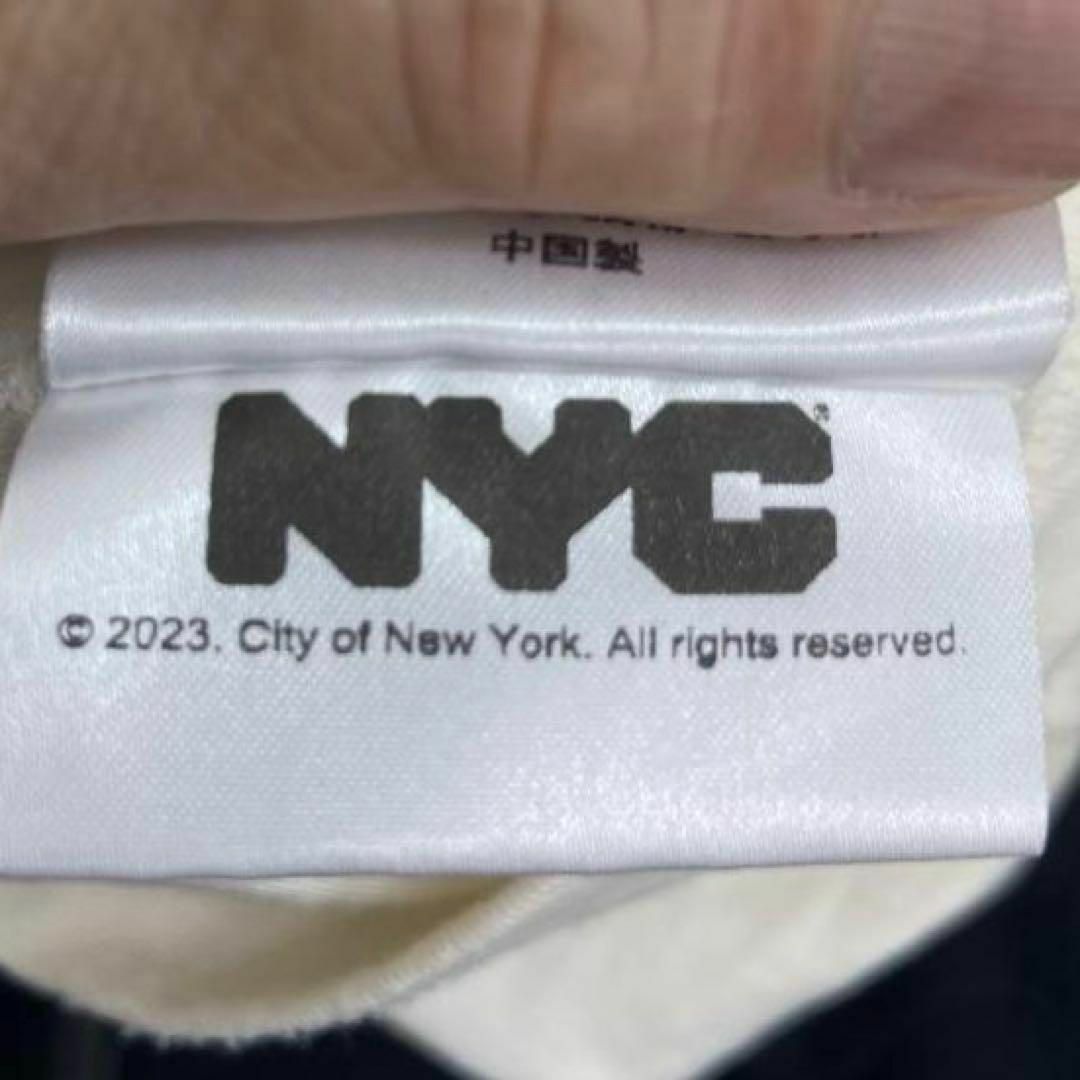 中国製
NYC®
© 2023. City of New York. All rights reserved.